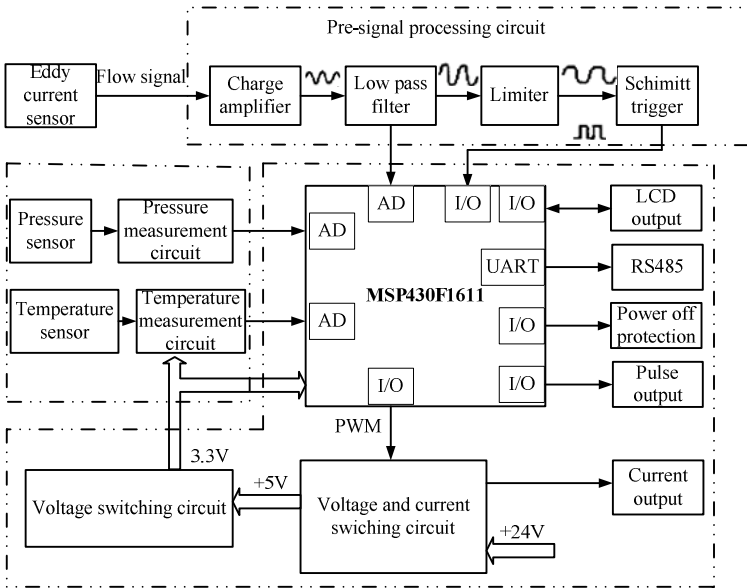 Pre-signal processing circuit
Eddy
current
sensor
Flow signal
Charge
amplifier
Low pass
filter
Limiter
Schimitt
trigger
Pressure
sensor
Pressure
measurement
circuit
Temperature
sensor
Temperature
measurement
circuit
AD
I/O
I/O
AD
UART
MSP430F1611
AD
I/O
I/O
I/O
LCD
output
RS485
Power off
protection
Pulse
output
PWM
3.3V
Voltage switching circuit
+5V
Voltage and current
swiching circuit
+24V
Current
output